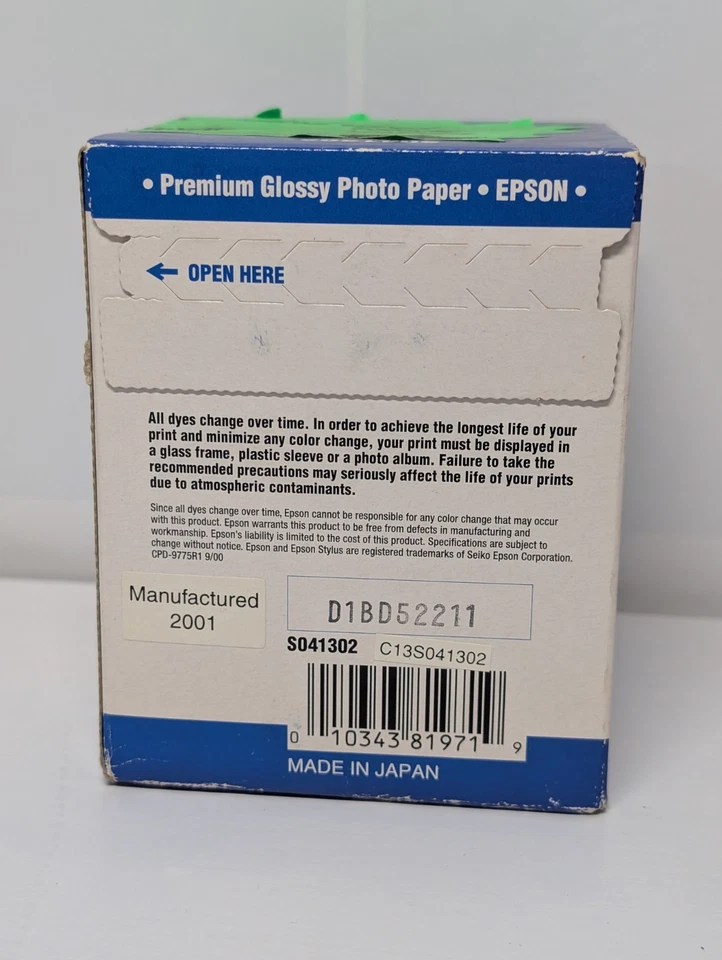 • Premium Glossy Photo Paper • EPSON •
OPEN HERE
All dyes change over time. In order to achieve the longest life of your
print and minimize any color change, your print must be displayed in
a glass frame, plastic sleeve or a photo album. Failure to take the
recommended precautions may seriously affect the life of your prints
due to atmospheric contaminants.
Since all dyes change over time, Epson cannot be responsible for any color change that may occur
with this product. Epson warrants this product to be free from defects in manufacturing and
workmanship. Epson's liability is limited to the cost of this product. Specifications are subject to
change without notice. Epson and Epson Stylus are registered trademarks of Seiko Epson Corporation.
CPD-9775R1 9/00
Manufactured
2001
D1BD52211
S041302 C13S041302
0 10343 81971 9
MADE IN JAPAN